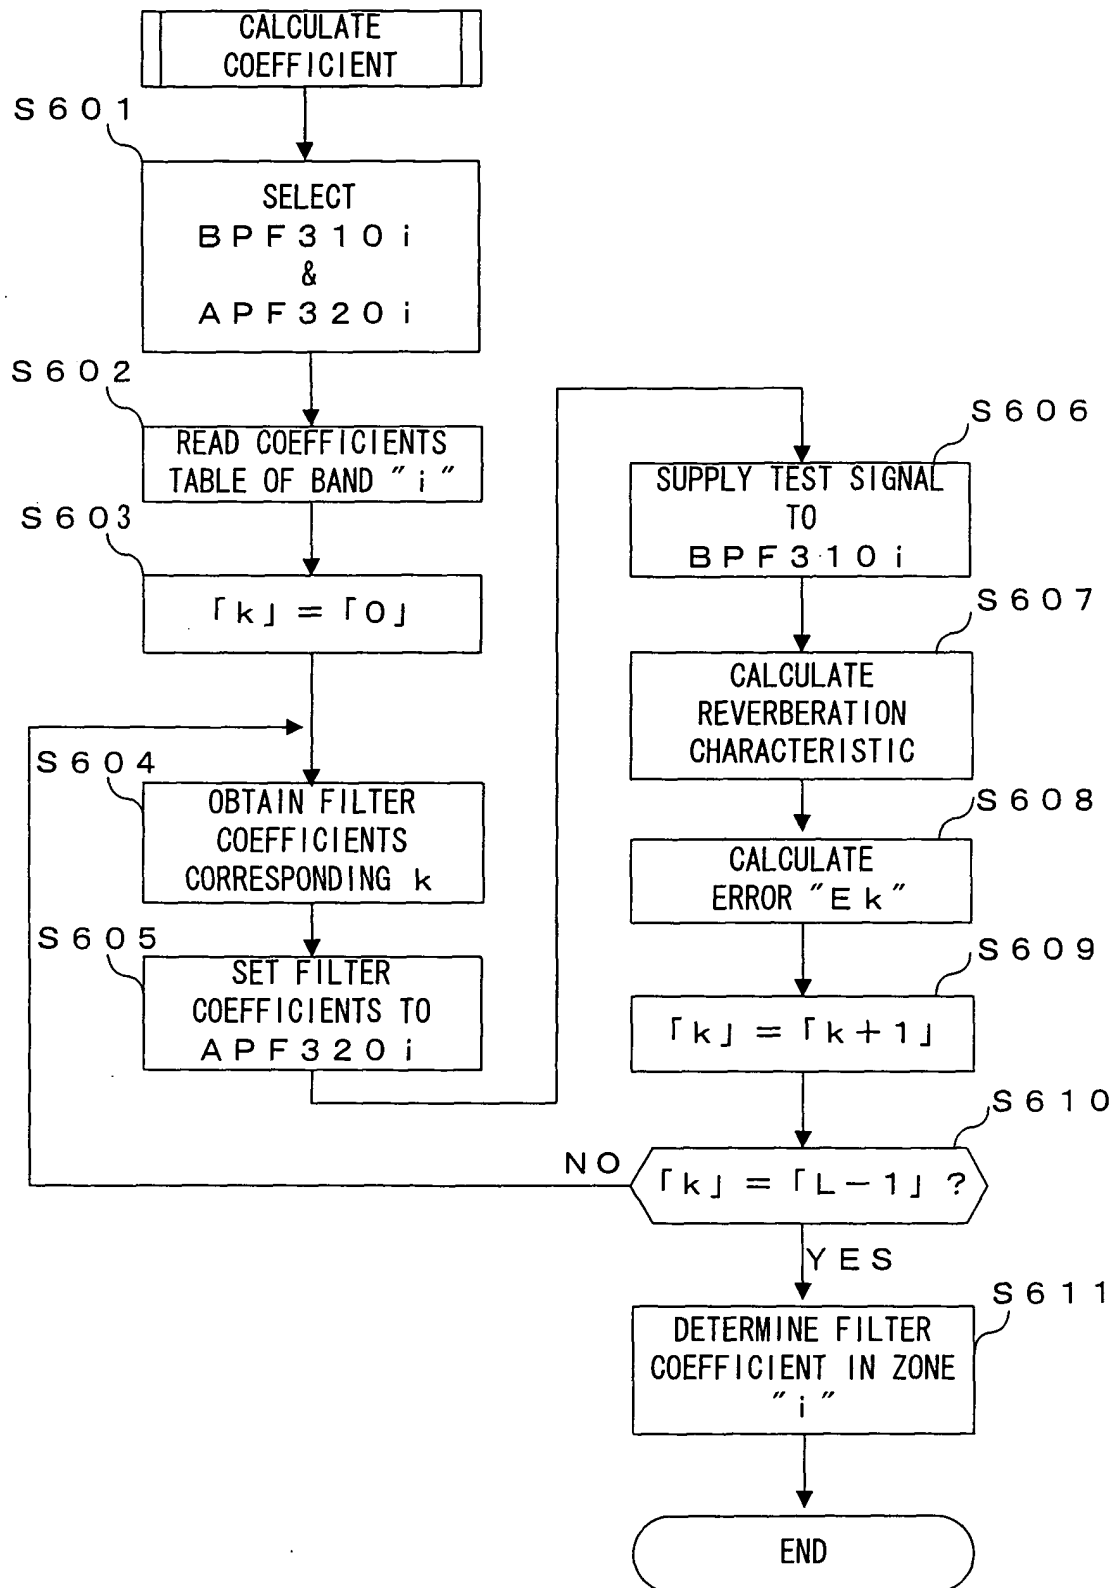 CALCULATE
COEFFICIENT
S601
SELECT
BPF310i
&
APF320i
S602
READ COEFFICIENTS
TABLE OF BAND "i"
S603
「k」=「0」
S604
OBTAIN FILTER
COEFFICIENTS
CORRESPONDING k
S605
SET FILTER
COEFFICIENTS TO
APF320i
S606
SUPPLY TEST SIGNAL
TO
BPF310i
S607
CALCULATE
REVERBERATION
CHARACTERISTIC
S608
CALCULATE
ERROR "Ek"
S609
「k」=「k+1」
S610
NO
「k」=「L-1」?
YES
S611
DETERMINE FILTER
COEFFICIENT IN ZONE
"i"
END